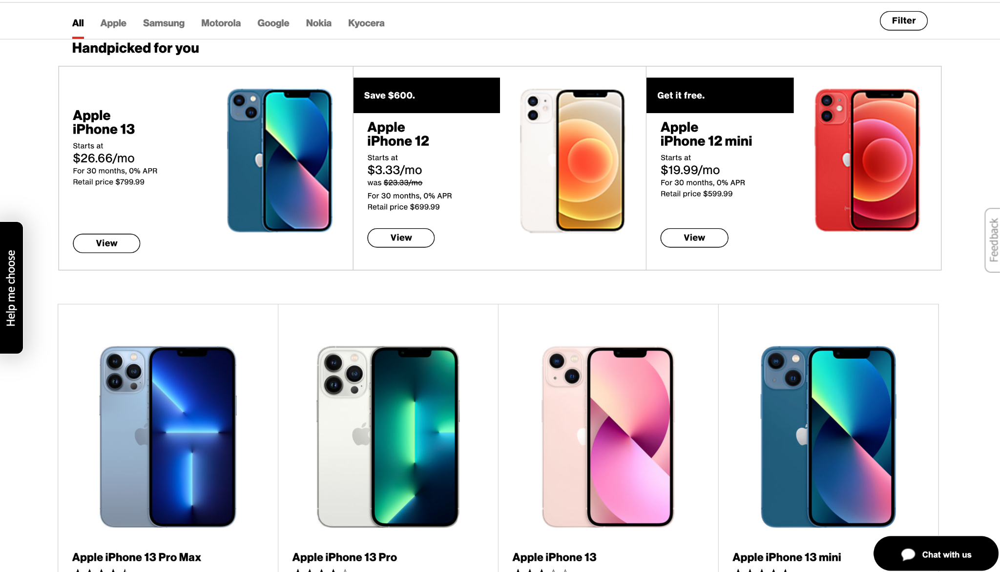 All Apple Samsung Motorola Google Nokia Kyocera
Filter
Handpicked for you
Apple
iPhone 13
Starts at
$26.66/mo
For 30 months, 0% APR
Retail price $799.99
View
Save $600.
Apple
iPhone 12
Starts at
$3.33/mo
was $23.33/mo
For 30 months, 0% APR
Retail price $699.99
View
Get it free.
Apple
iPhone 12 mini
Starts at
$19.99/mo
For 30 months, 0% APR
Retail price $599.99
View
Help me choose
Feedback
Apple iPhone 13 Pro Max
Apple iPhone 13 Pro
Apple iPhone 13
Apple iPhone 13 mini
Chat with us